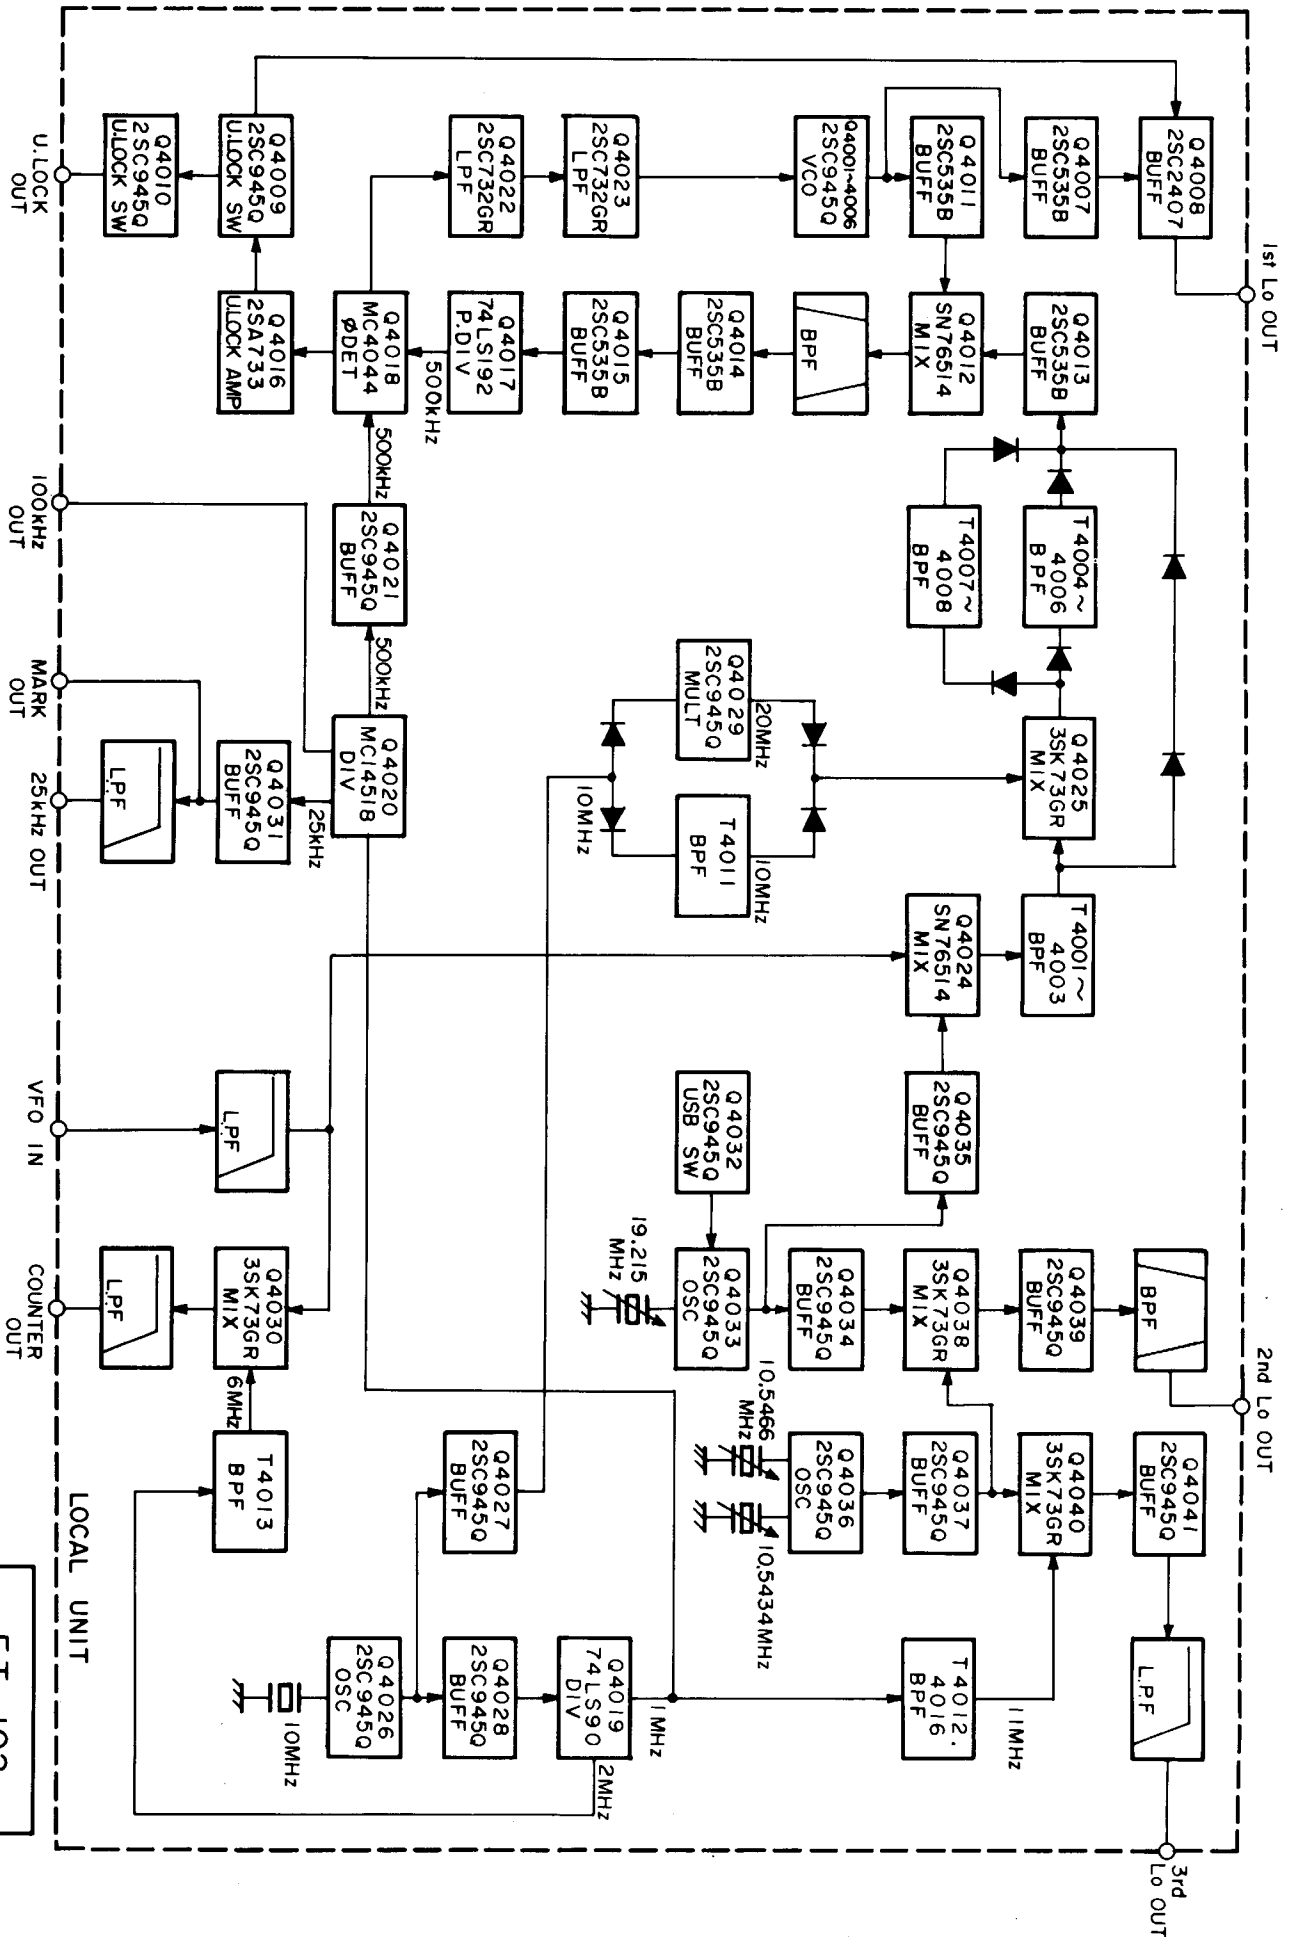 1st Lo OUT
2nd Lo OUT
3rd
Lo OUT
Q4008
2SC2407
BUFF
Q4007
2SC535B
BUFF
Q4011
2SC535B
BUFF
Q4001~4006
2SC945Q
VCO
Q4023
2SC732GR
LPF
Q4022
2SC732GR
LPF
Q4009
2SC945Q
U.LOCK SW
Q4010
2SC945Q
U.LOCK SW
U.LOCK
OUT
Q4013
2SC535B
BUFF
Q4012
SN76514
MIX
BPF
Q4014
2SC535B
BUFF
Q4015
2SC535B
BUFF
Q4017
74LS192
P.DIV
500kHz
Q4018
MC4044
ØDET
Q4016
2SA733
U.LOCK AMP
500kHz
Q4021
2SC945Q
BUFF
500kHz
T4004~
4006
BPF
T4007~
4008
BPF
100kHz
OUT
Q4025
3SK73GR
MIX
Q4029
2SC945Q
MULT
20MHz
T4011
BPF
10MHz
10MHz
Q4020
MC14518
DIV
25kHz
Q4031
2SC945Q
BUFF
L.PF
MARK
OUT
25kHz OUT
T4001~
4003
BPF
Q4024
SN76514
MIX
Q4035
2SC945Q
BUFF
Q4032
2SC945Q
USB SW
L.PF
VFO IN
BPF
Q4039
2SC945Q
BUFF
Q4038
3SK73GR
MIX
Q4034
2SC945Q
BUFF
Q4033
2SC945Q
OSC
19.215
MHz
Q4030
3SK73GR
MIX
L.PF
COUNTER
OUT
6MHz
T4013
BPF
Q4041
2SC945Q
BUFF
Q4040
3SK73GR
MIX
Q4037
2SC945Q
BUFF
Q4036
2SC945Q
OSC
10.5466
MHz
10.5434MHz
Q4027
2SC945Q
BUFF
L.P.F
T4012.
4016
BPF
11MHz
Q4019
74LS90
DIV
1MHz
2MHz
Q4028
2SC945Q
BUFF
Q4026
2SC945Q
OSC
10MHz
LOCAL UNIT